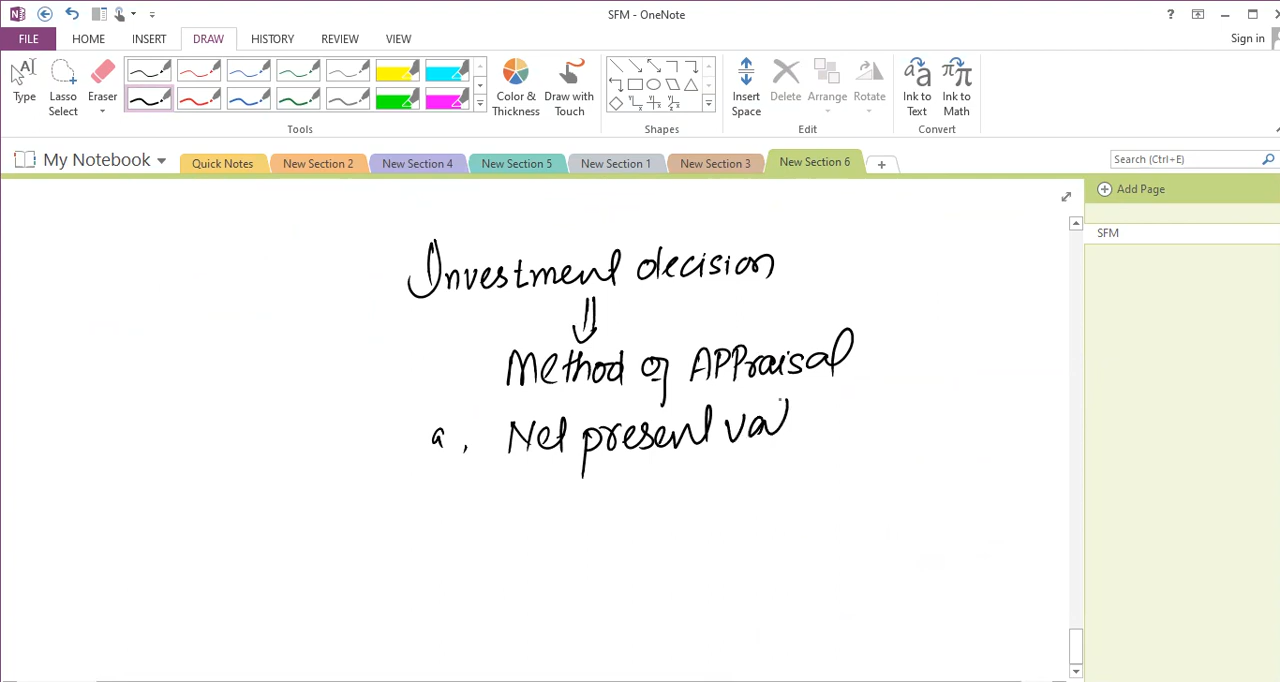 SFM - OneNote
?
Sign in
FILE HOME INSERT DRAW HISTORY REVIEW VIEW
Type Lasso Select Eraser Color & Thickness Draw with Touch Insert Space Delete Arrange Rotate Ink to Text Ink to Math
Tools Shapes Edit Convert
My Notebook Quick Notes New Section 2 New Section 4 New Section 5 New Section 1 New Section 3 New Section 6 Search (Ctrl+E)
Add Page
SFM
Investment decision
Method of Appraisal
a, Net present va